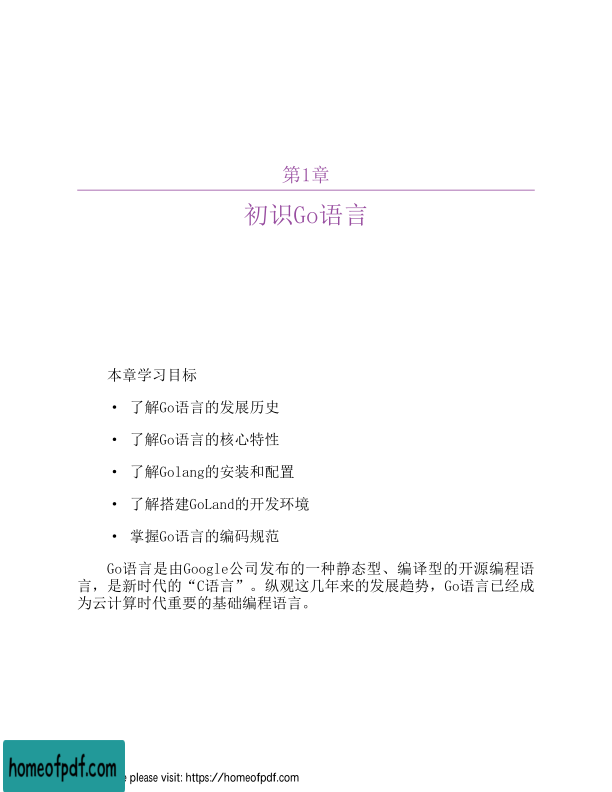 第1章
初识Go语言
本章学习目标
• 了解Go语言的发展历史
• 了解Go语言的核心特性
• 了解Golang的安装和配置
• 了解搭建GoLand的开发环境
• 掌握Go语言的编码规范
Go语言是由Google公司发布的一种静态型、编译型的开源编程语
言，是新时代的“C语言”。纵观这几年来的发展趋势，Go语言已经成
为云计算时代重要的基础编程语言。
homeofpdf.com
please visit: https://homeofpdf.com